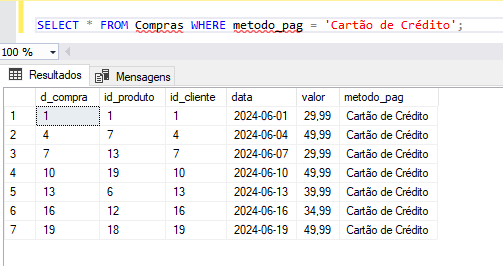 SELECT * FROM Compras WHERE metodo_pag = 'Cartão de Crédito';
100 %
Resultados Mensagens
d_compra id_produto id_cliente data valor metodo_pag
1 1 1 1 2024-06-01 29,99 Cartão de Crédito
2 4 7 4 2024-06-04 49,99 Cartão de Crédito
3 7 13 7 2024-06-07 29,99 Cartão de Crédito
4 10 19 10 2024-06-10 49,99 Cartão de Crédito
5 13 6 13 2024-06-13 39,99 Cartão de Crédito
6 16 12 16 2024-06-16 34,99 Cartão de Crédito
7 19 18 19 2024-06-19 49,99 Cartão de Crédito